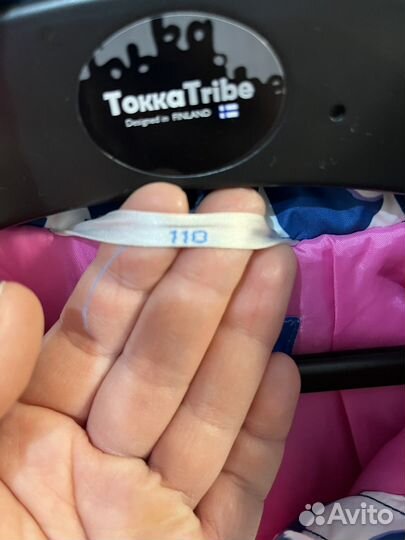 TokkaTribe
Designed in FINLAND
110
Avito